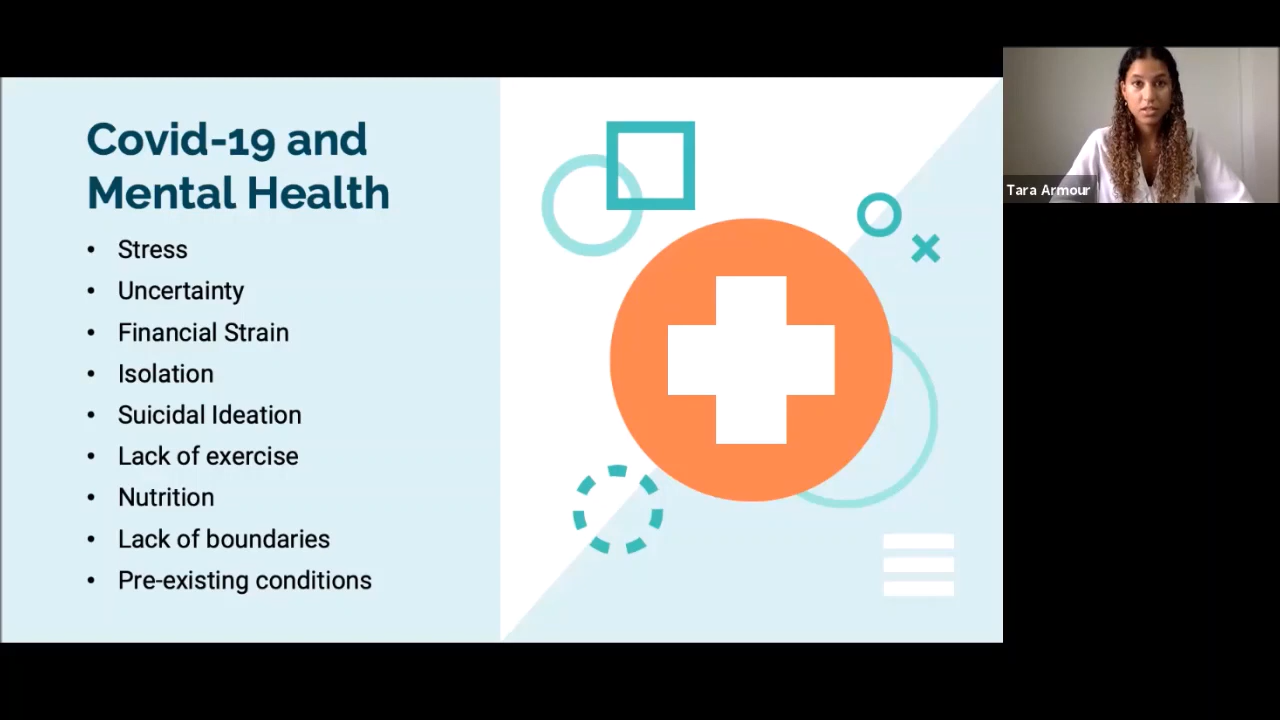 Covid-19 and
Mental Health
• Stress
• Uncertainty
• Financial Strain
• Isolation
• Suicidal Ideation
• Lack of exercise
• Nutrition
• Lack of boundaries
• Pre-existing conditions
Tara Armour